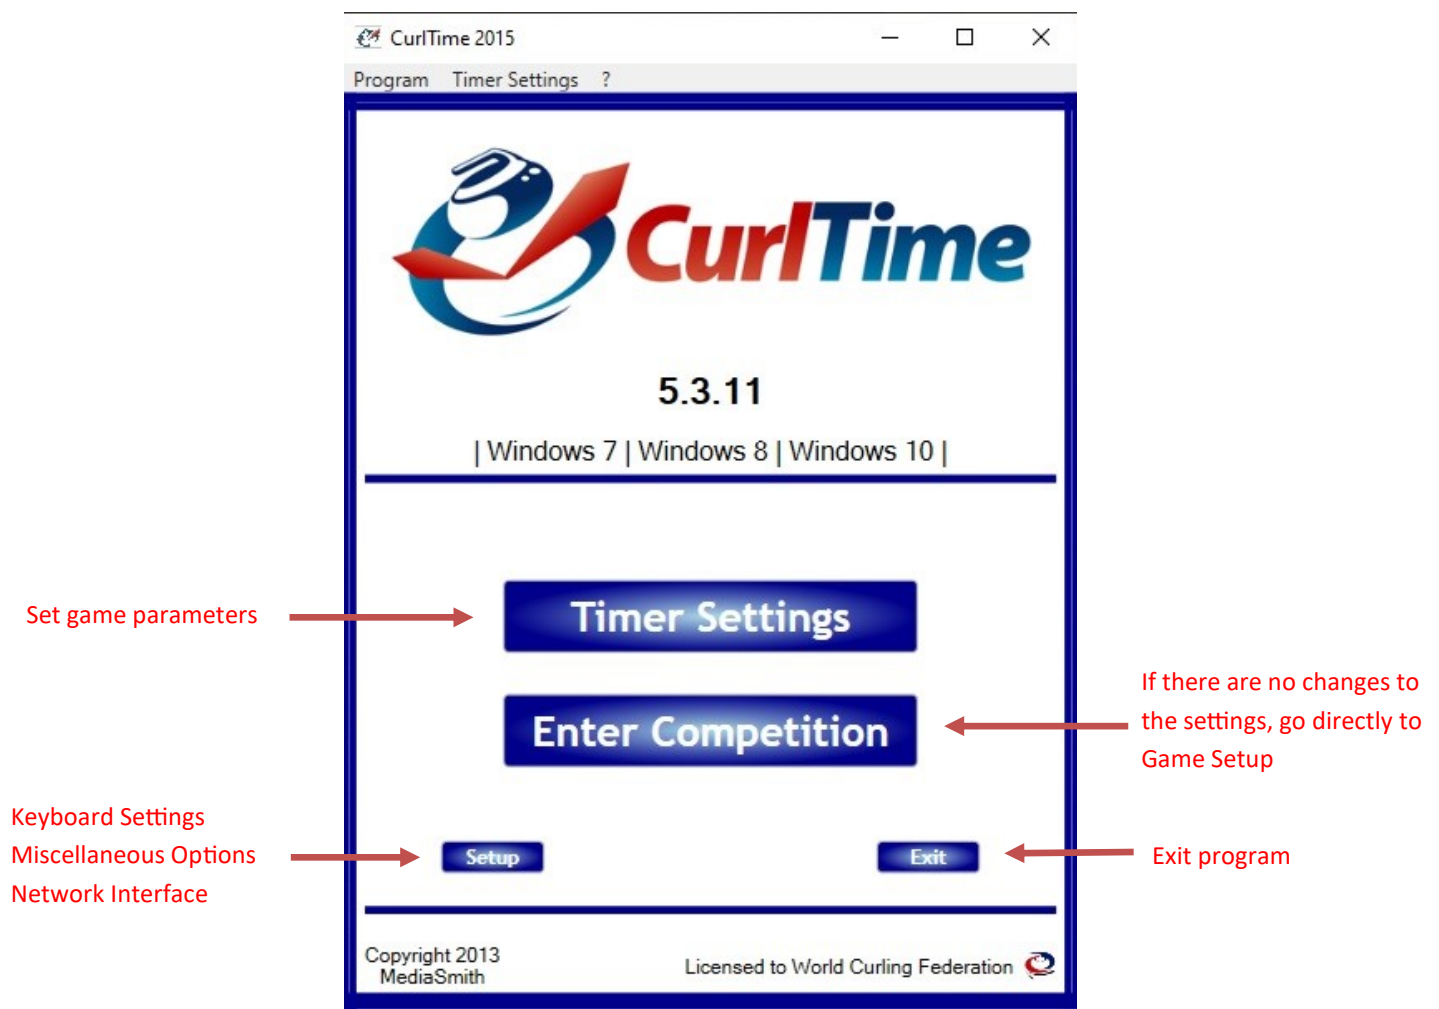 CurlTime 2015
Program Timer Settings ?
CurlTime
5.3.11
| Windows 7 | Windows 8 | Windows 10 |
Set game parameters
Timer Settings
Enter Competition
If there are no changes to
the settings, go directly to
Game Setup
Keyboard Settings
Miscellaneous Options
Network Interface
Setup
Exit
Exit program
Copyright 2013
MediaSmith
Licensed to World Curling Federation